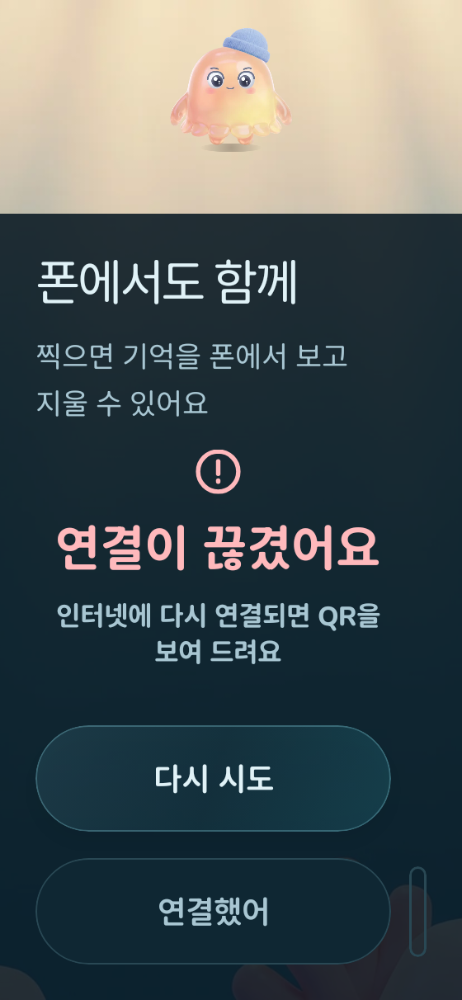 폰에서도 함께
찍으면 기억을 폰에서 보고
지울 수 있어요
연결이 끊겼어요
인터넷에 다시 연결되면 QR을
보여 드려요
다시 시도
연결했어